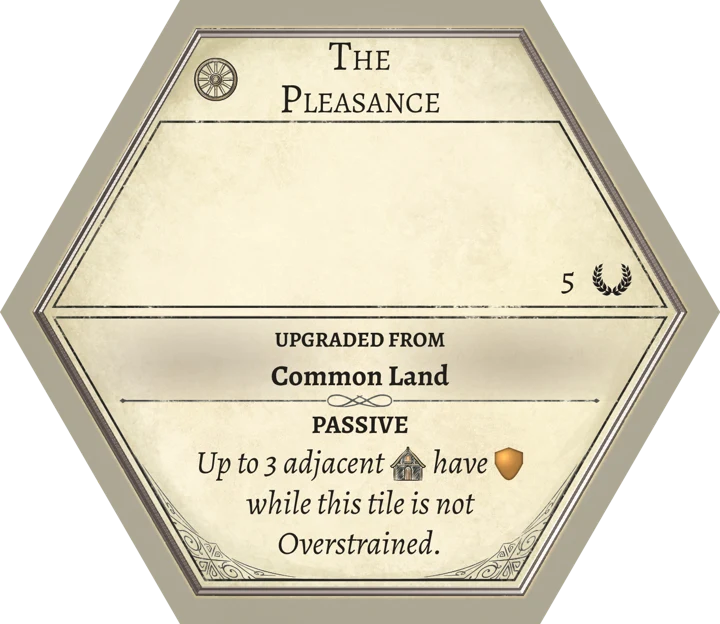 The
Pleasance
5
UPGRADED FROM
Common Land
PASSIVE
Up to 3 adjacent have
while this tile is not
Overstrained.